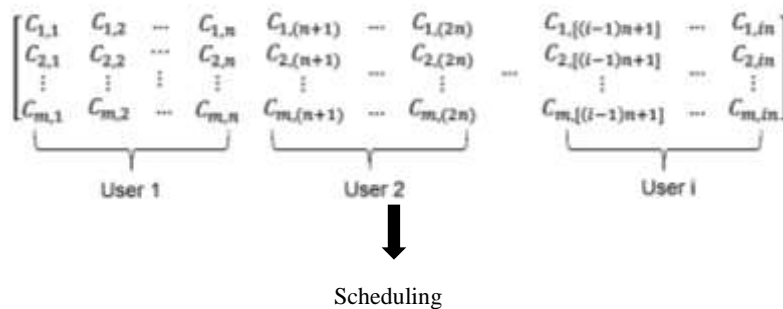 C₁,₁ C₁,₂ ... C₁,ₙ C₁,₍ₙ₊₁₎ ... C₁,₍₂ₙ₎ C₁,[(i−1)n+1] ... C₁,ᵢₙ
C₂,₁ C₂,₂ ... C₂,ₙ C₂,₍ₙ₊₁₎ ... C₂,₍₂ₙ₎ ... C₂,[(i−1)n+1] ... C₂,ᵢₙ
⋮ ⋮ ⋮ ⋮ ⋮ ... ⋮ ... ⋮ ... ⋮
Cₘ,₁ Cₘ,₂ ... Cₘ,ₙ Cₘ,₍ₙ₊₁₎ ... Cₘ,₍₂ₙ₎ Cₘ,[(i−1)n+1] ... Cₘ,ᵢₙ
User 1 User 2 User i
Scheduling